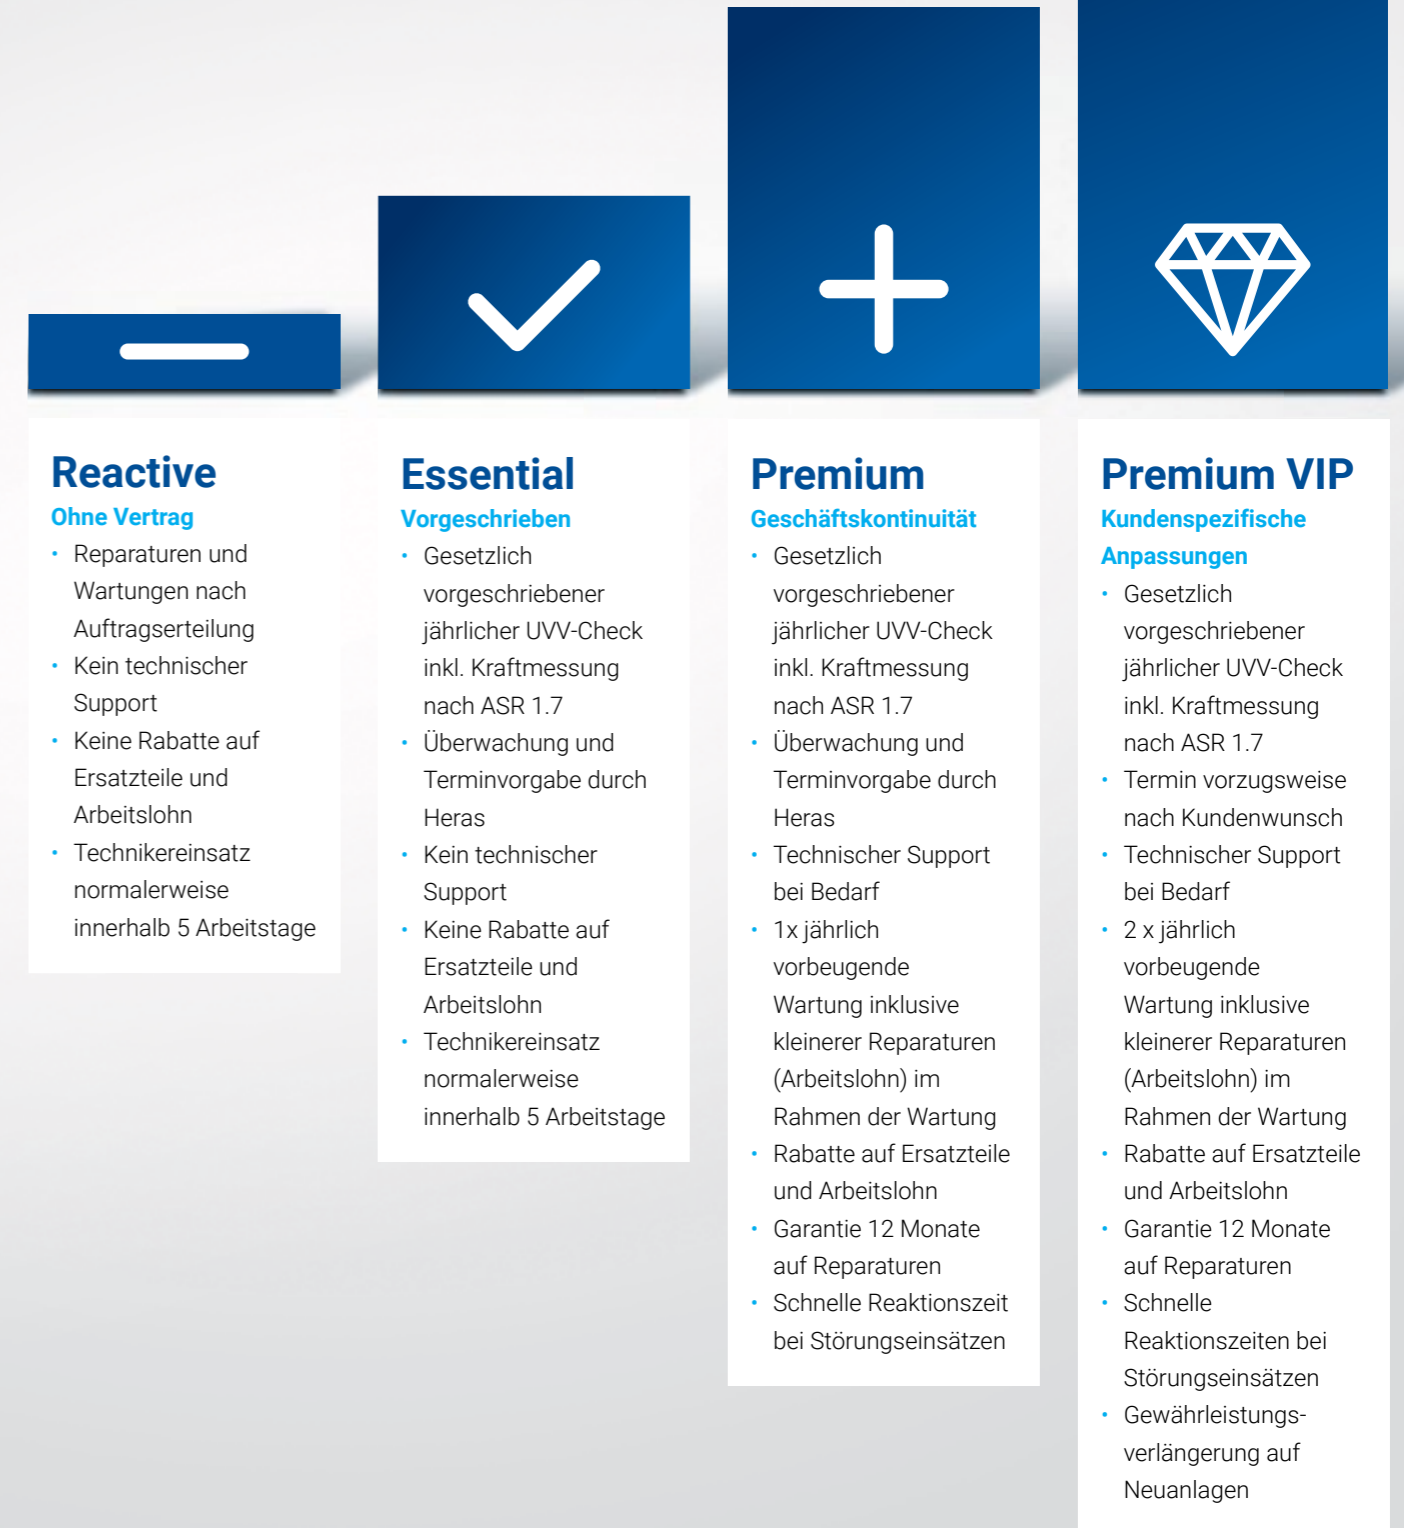 Reactive
Ohne Vertrag
• Reparaturen und
Wartungen nach
Auftragserteilung
• Kein technischer
Support
• Keine Rabatte auf
Ersatzteile und
Arbeitslohn
• Technikereinsatz
normalerweise
innerhalb 5 Arbeitstage
Essential
Vorgeschrieben
• Gesetzlich
vorgeschriebener
jährlicher UVV-Check
inkl. Kraftmessung
nach ASR 1.7
• Überwachung und
Terminvorgabe durch
Heras
• Kein technischer
Support
• Keine Rabatte auf
Ersatzteile und
Arbeitslohn
• Technikereinsatz
normalerweise
innerhalb 5 Arbeitstage
Premium
Geschäftskontinuität
• Gesetzlich
vorgeschriebener
jährlicher UVV-Check
inkl. Kraftmessung
nach ASR 1.7
• Überwachung und
Terminvorgabe durch
Heras
• Technischer Support
bei Bedarf
• 1x jährlich
vorbeugende
Wartung inklusive
kleinerer Reparaturen
(Arbeitslohn) im
Rahmen der Wartung
• Rabatte auf Ersatzteile
und Arbeitslohn
• Garantie 12 Monate
auf Reparaturen
• Schnelle Reaktionszeit
bei Störungseinsätzen
Premium VIP
Kundenspezifische
Anpassungen
• Gesetzlich
vorgeschriebener
jährlicher UVV-Check
inkl. Kraftmessung
nach ASR 1.7
• Termin vorzugsweise
nach Kundenwunsch
• Technischer Support
bei Bedarf
• 2 x jährlich
vorbeugende
Wartung inklusive
kleinerer Reparaturen
(Arbeitslohn) im
Rahmen der Wartung
• Rabatte auf Ersatzteile
und Arbeitslohn
• Garantie 12 Monate
auf Reparaturen
• Schnelle
Reaktionszeiten bei
Störungseinsätzen
• Gewährleistungs-
verlängerung auf
Neuanlagen